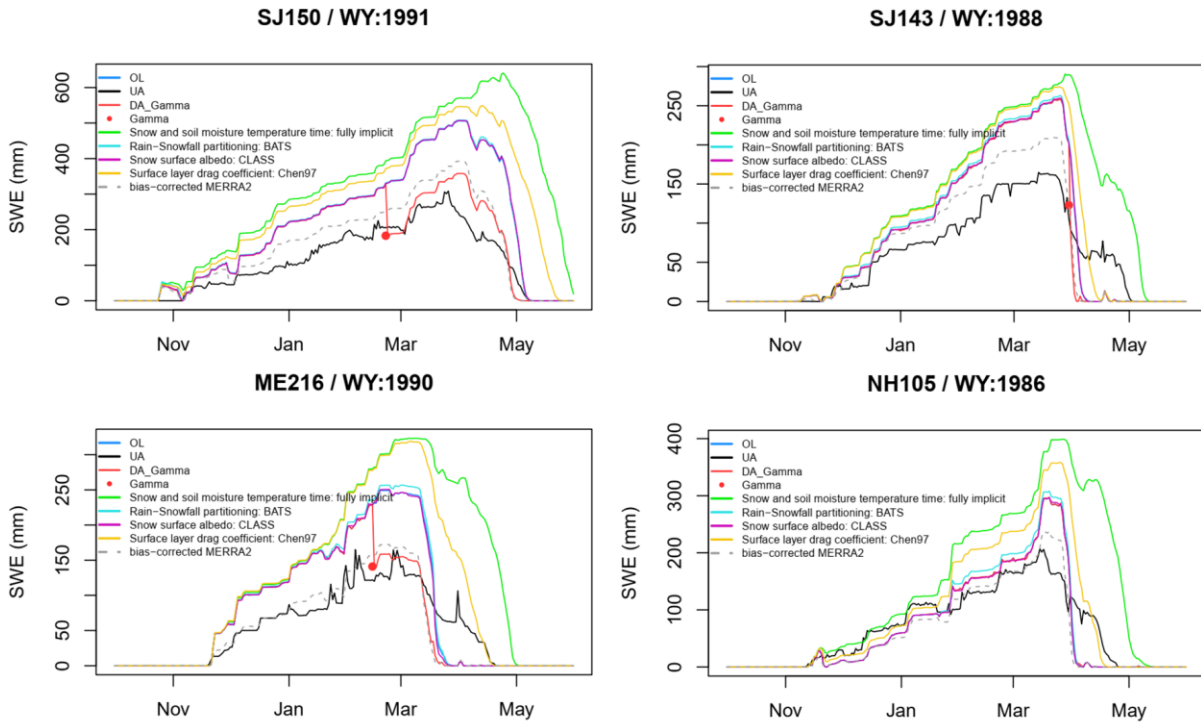 SJ150 / WY:1991
SWE (mm)
600
400
200
0
OL
UA
DA_Gamma
Gamma
Snow and soil moisture temperature time: fully implicit
Rain-Snowfall partitioning: BATS
Snow surface albedo: CLASS
Surface layer drag coefficient: Chen97
bias-corrected MERRA2
Nov Jan Mar May
SJ143 / WY:1988
SWE (mm)
250
150
50
0
OL
UA
DA_Gamma
Gamma
Snow and soil moisture temperature time: fully implicit
Rain-Snowfall partitioning: BATS
Snow surface albedo: CLASS
Surface layer drag coefficient: Chen97
bias-corrected MERRA2
Nov Jan Mar May
ME216 / WY:1990
SWE (mm)
250
150
50
0
OL
UA
DA_Gamma
Gamma
Snow and soil moisture temperature time: fully implicit
Rain-Snowfall partitioning: BATS
Snow surface albedo: CLASS
Surface layer drag coefficient: Chen97
bias-corrected MERRA2
Nov Jan Mar May
NH105 / WY:1986
SWE (mm)
400
300
200
100
0
OL
UA
DA_Gamma
Gamma
Snow and soil moisture temperature time: fully implicit
Rain-Snowfall partitioning: BATS
Snow surface albedo: CLASS
Surface layer drag coefficient: Chen97
bias-corrected MERRA2
Nov Jan Mar May